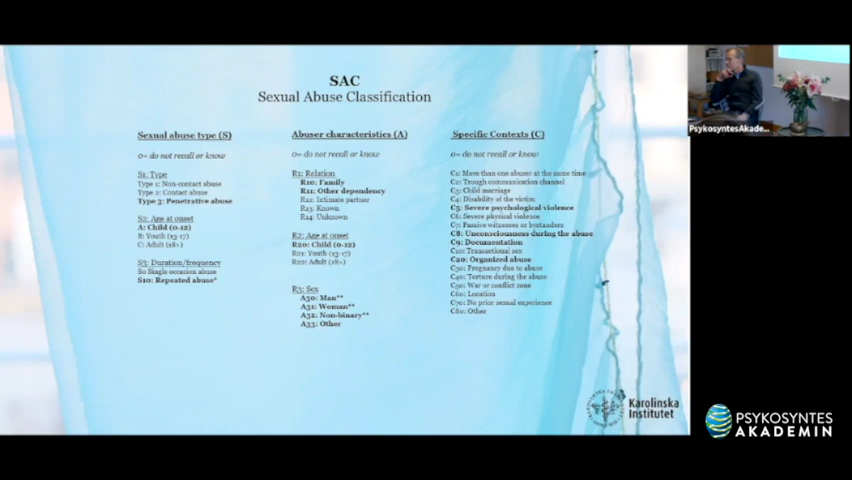 SAC
Sexual Abuse Classification
Sexual abuse type (S)
0= do not recall or know
S1: Type
Type 1: Non-contact abuse
Type 2: Contact abuse
Type 3: Penetrative abuse
S2: Age at onset
A: Child (0-12)
B: Youth (13-17)
C: Adult (18>)
S3: Duration/frequency
S0 Single occasion abuse
S10: Repeated abuse*
Abuser characteristics (A)
0= do not recall or know
R1: Relation
R10: Family
R11: Other dependency
R12: Intimate partner
R13: Known
R14: Unknown
R2: Age at onset
R20: Child (0-12)
R21: Youth (13-17)
R22: Adult (18>)
R3: Sex
A30: Man**
A31: Woman**
A32: Non-binary**
A33: Other
Specific Contexts (C)
0= do not recall or know
C1: More than one abuser at the same time
C2: Trough communication channel
C3: Child marriage
C4: Disability of the victim
C5: Severe psychological violence
C6: Severe physical violence
C7: Passive witnesses or bystanders
C8: Unconsciousness during the abuse
C9: Documentation
C10: Transactional sex
C20: Organized abuse
C30: Pregnancy due to abuse
C40: Torture during the abuse
C50: War or conflict zone
C60: Location
C70: No prior sexual experience
C80: Other
Karolinska
Institutet
PsykosyntesAkade...
PSYKOSYNTES
AKADEMIN